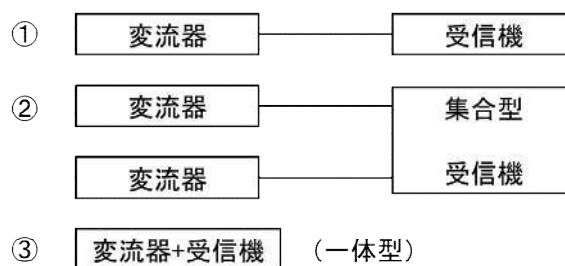 ① 変流器 受信機
② 変流器 集合型
変流器 受信機
③ 変流器+受信機 (一体型)